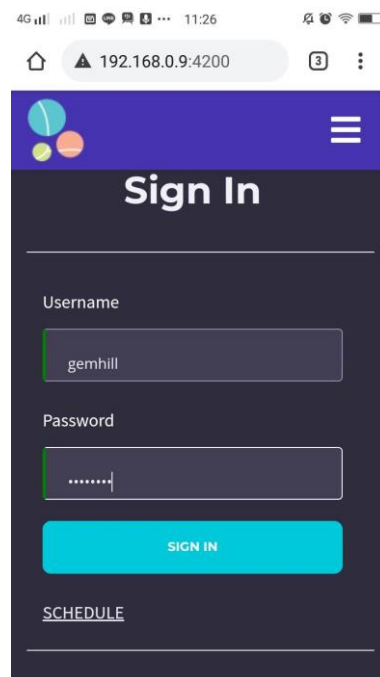 4G 11:26
192.168.0.9:4200 3
Sign In
Username
gemhill
Password
........
SIGN IN
SCHEDULE